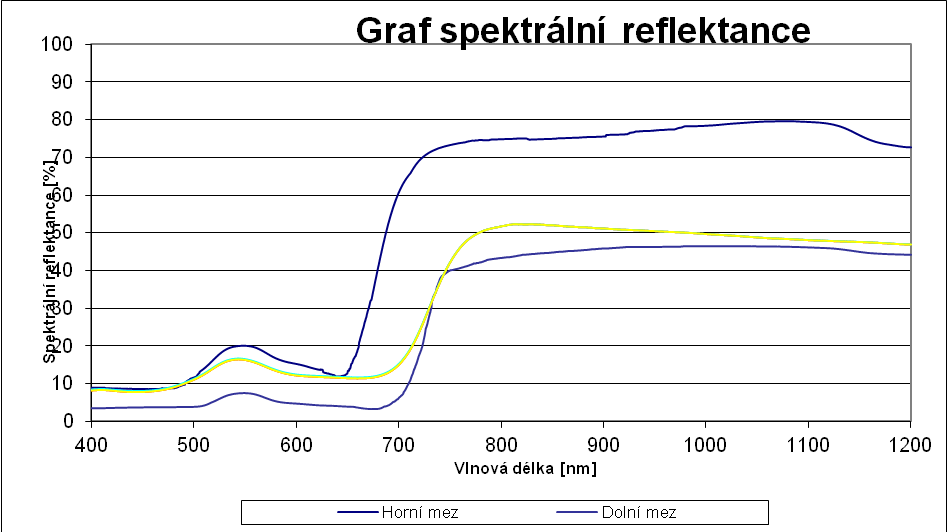 Graf spektrální reflektance
100
90
80
70
60
50
40
30
20
10
0
Spektrální reflektance [%]
400 500 600 700 800 900 1000 1100 1200
Vlnová délka [nm]
Horní mez Dolní mez